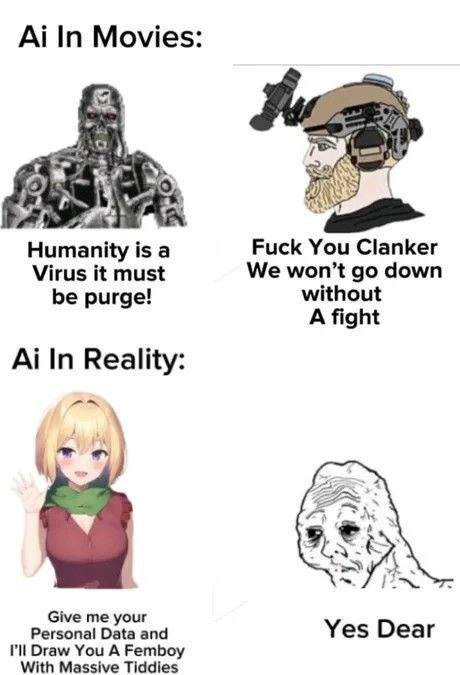 Ai In Movies:
Humanity is a
Virus it must
be purge!
Fuck You Clanker
We won't go down
without
A fight
Ai In Reality:
Give me your
Personal Data and
I'll Draw You A Femboy
With Massive Tiddies
Yes Dear